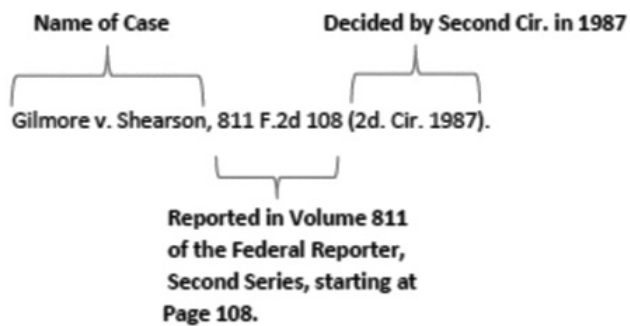 Name of Case
Decided by Second Cir. in 1987
Gilmore v. Shearson, 811 F.2d 108 (2d. Cir. 1987).
Reported in Volume 811
of the Federal Reporter,
Second Series, starting at
Page 108.